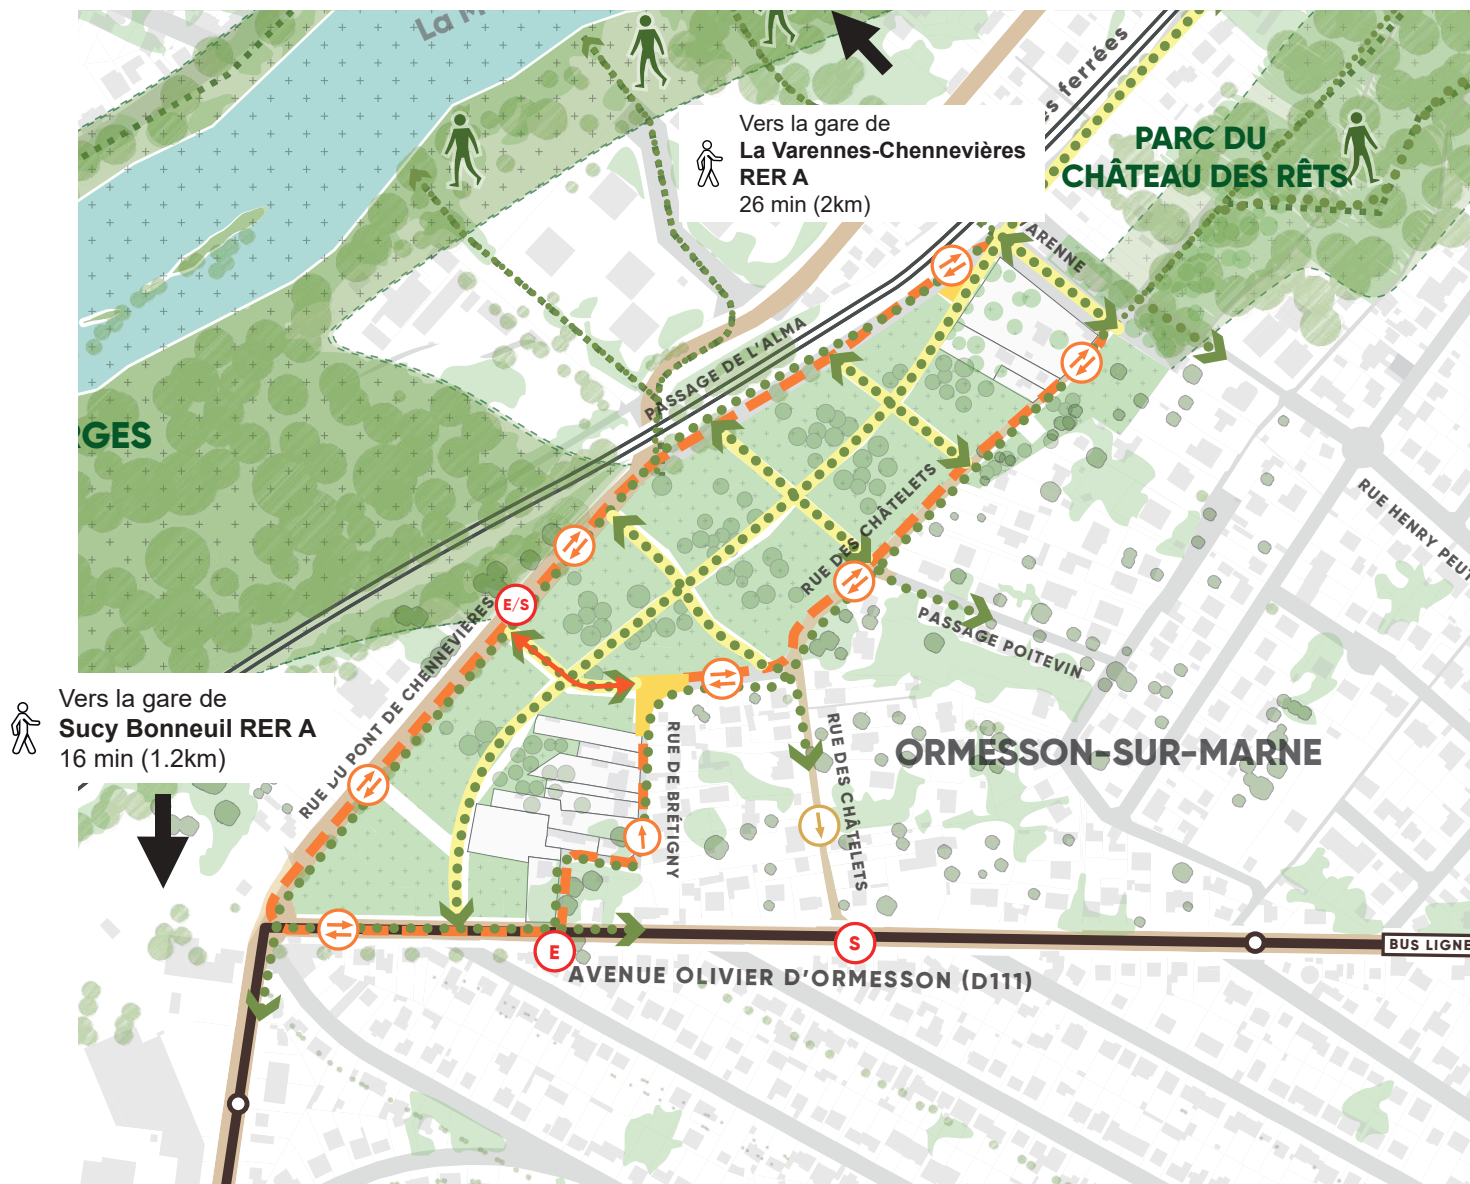 La M
Vers la gare de
La Varennes-Chennevières
RER A
26 min (2km)
s ferrées
PARC DU
CHÂTEAU DES RÊTS
ARENNE
PASSAGE DE L'ALMA
RGES
RUE DES CHÂTELETS
RUE HENRY PEUT
E/S
PASSAGE POITEVIN
RUE DU PONT DE CHENNEVIÈRES
Vers la gare de
Sucy Bonneuil RER A
16 min (1.2km)
RUE DE BRÉTIGNY
RUE DES CHÂTELETS
ORMESSON-SUR-MARNE
E
S
BUS LIGNE
AVENUE OLIVIER D'ORMESSON (D111)